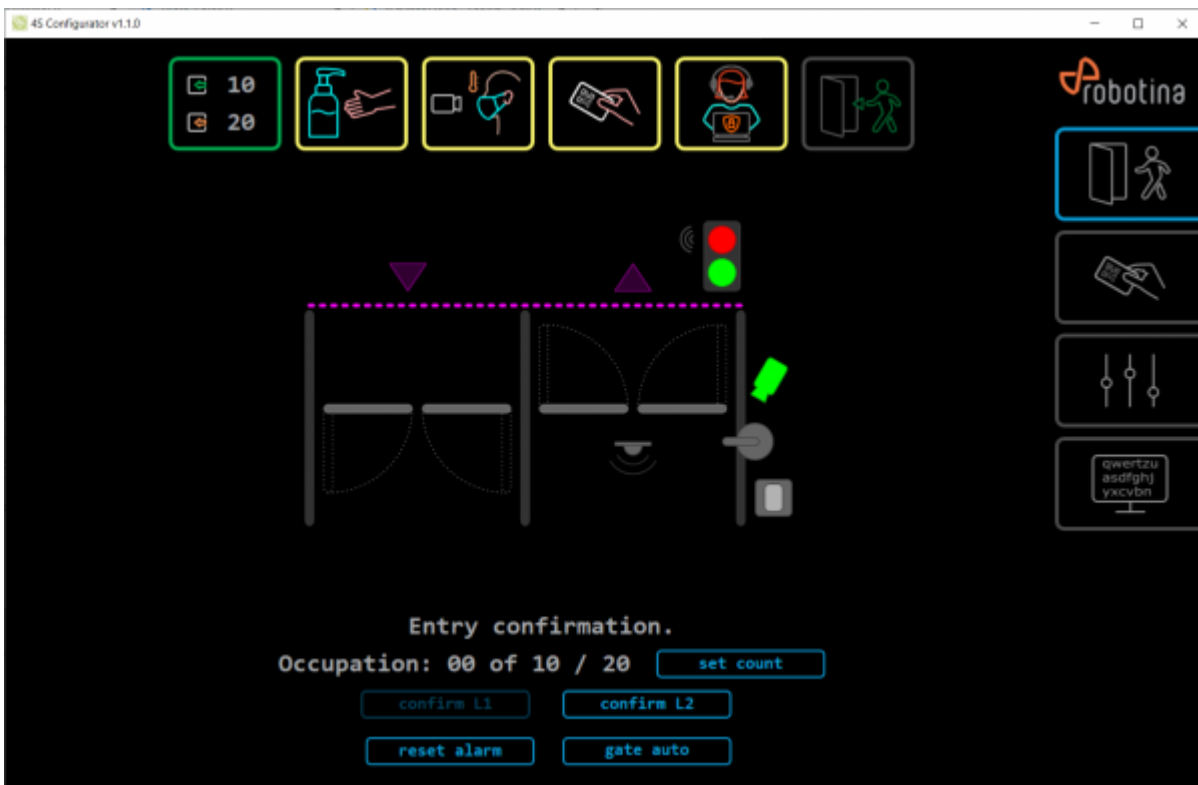 4S Configurator v1.1.0
10
20
robotina
qwertzu
asdfghj
yxcvbn
Entry confirmation.
Occupation: 00 of 10 / 20
set count
confirm L1
confirm L2
reset alarm
gate auto